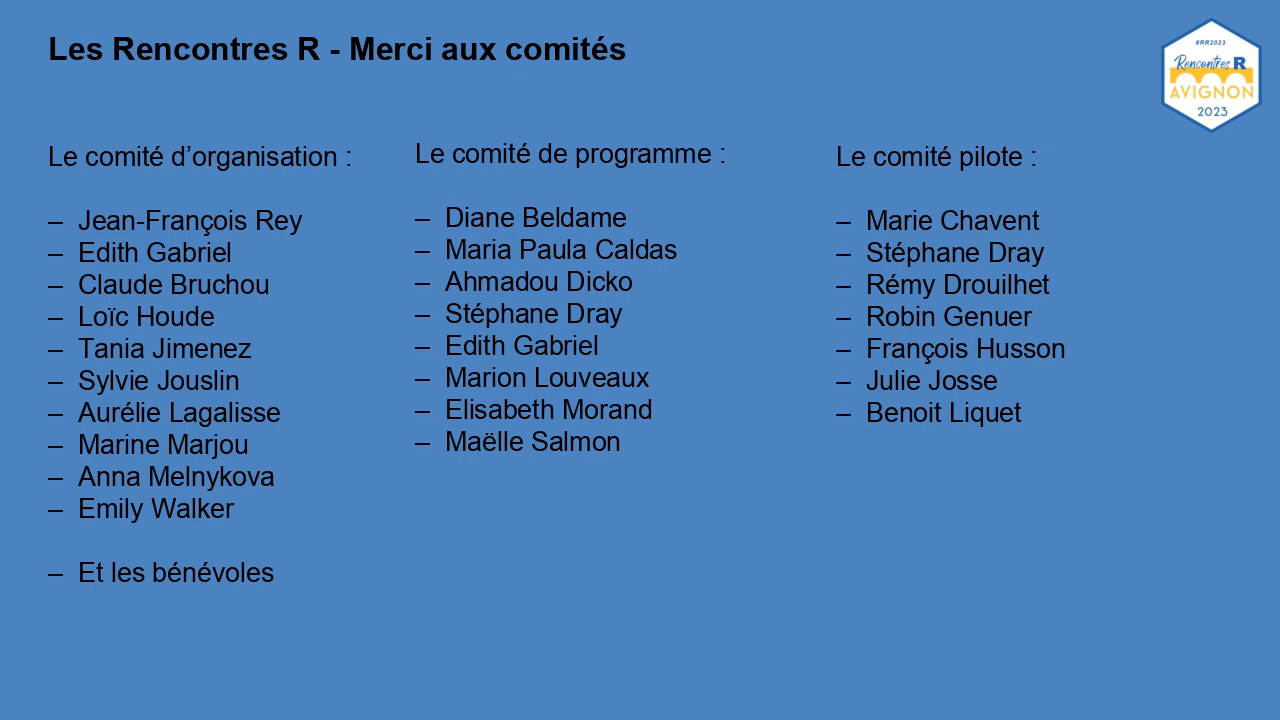 Les Rencontres R - Merci aux comités
#RR2023
Rencontres R
AVIGNON
2023
Le comité d’organisation :
– Jean-François Rey
– Edith Gabriel
– Claude Bruchou
– Loïc Houde
– Tania Jimenez
– Sylvie Jouslin
– Aurélie Lagalisse
– Marine Marjou
– Anna Melnykova
– Emily Walker
– Et les bénévoles
Le comité de programme :
– Diane Beldame
– Maria Paula Caldas
– Ahmadou Dicko
– Stéphane Dray
– Edith Gabriel
– Marion Louveaux
– Elisabeth Morand
– Maëlle Salmon
Le comité pilote :
– Marie Chavent
– Stéphane Dray
– Rémy Drouilhet
– Robin Genuer
– François Husson
– Julie Josse
– Benoit Liquet